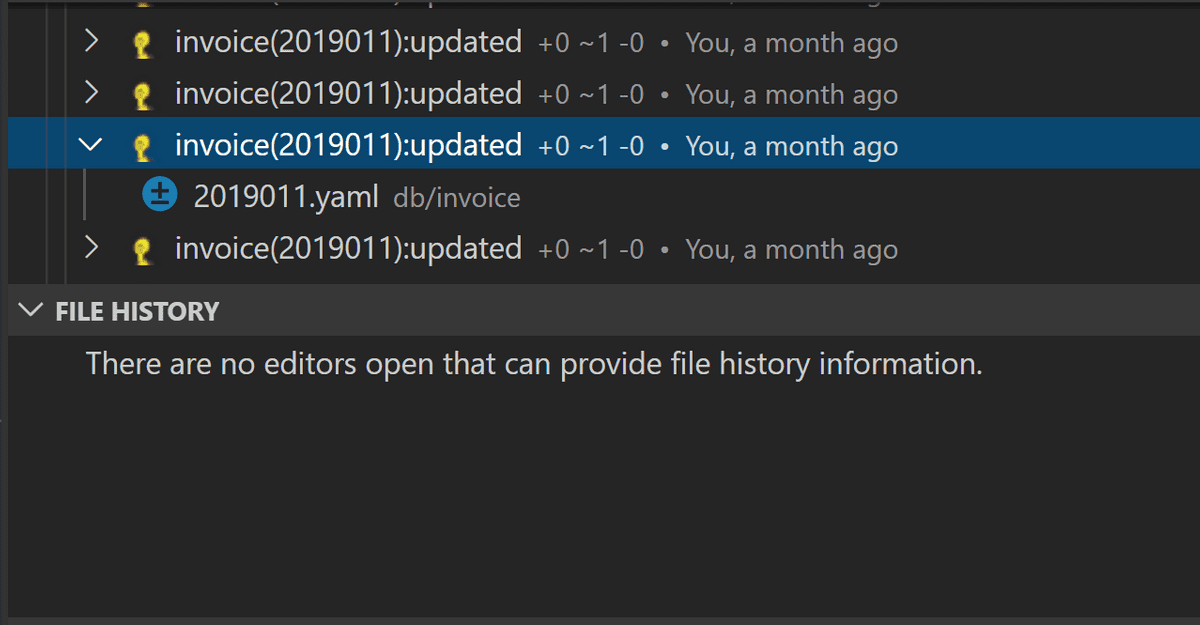 invoice(2019011):updated +0 ~1 -0 • You, a month ago
invoice(2019011):updated +0 ~1 -0 • You, a month ago
invoice(2019011):updated +0 ~1 -0 • You, a month ago
2019011.yaml db/invoice
invoice(2019011):updated +0 ~1 -0 • You, a month ago
FILE HISTORY
There are no editors open that can provide file history information.